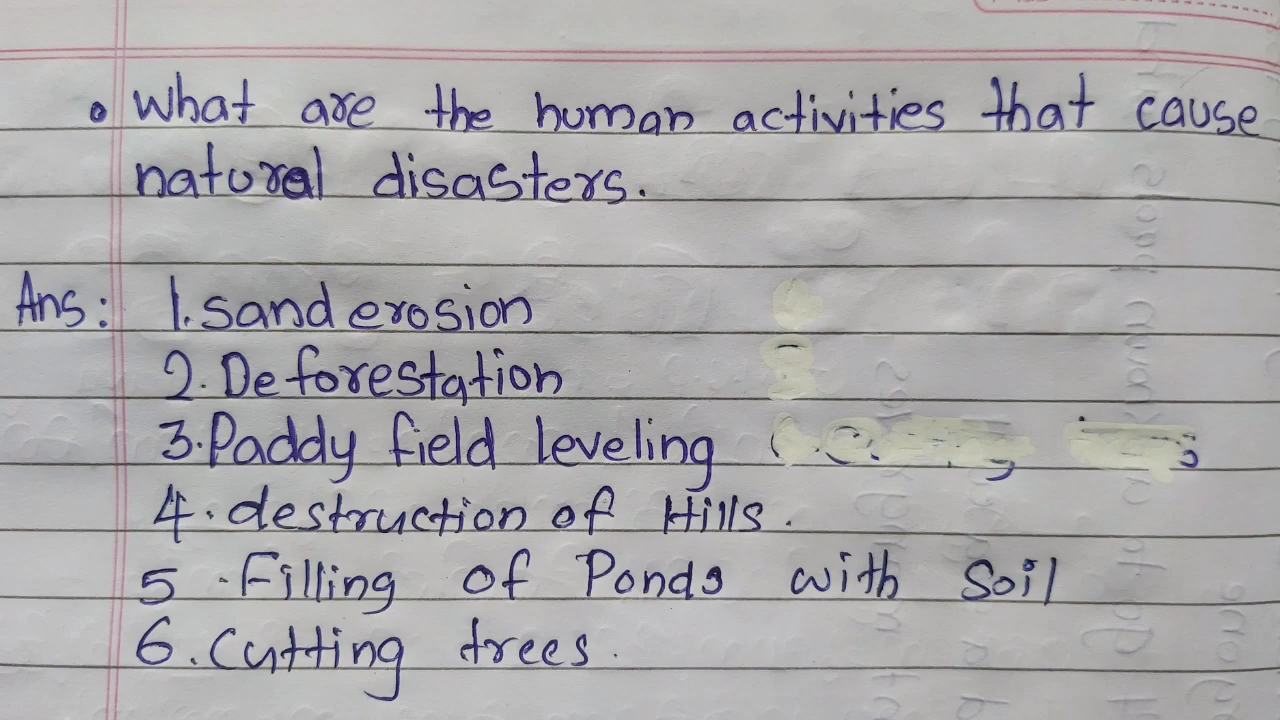 • What are the human activities that cause
natural disasters.
Ans: 1. sand erosion
2. Deforestation
3. Paddy field leveling
4. destruction of Hills.
5. Filling of Ponds with Soil
6. Cutting trees.